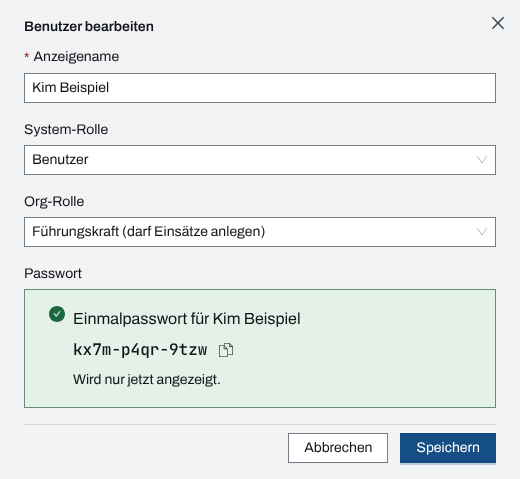 Benutzer bearbeiten
* Anzeigename
Kim Beispiel
System-Rolle
Benutzer
Org-Rolle
Führungskraft (darf Einsätze anlegen)
Passwort
Einmalpasswort für Kim Beispiel
kx7m-p4qr-9tzw
Wird nur jetzt angezeigt.
Abbrechen
Speichern